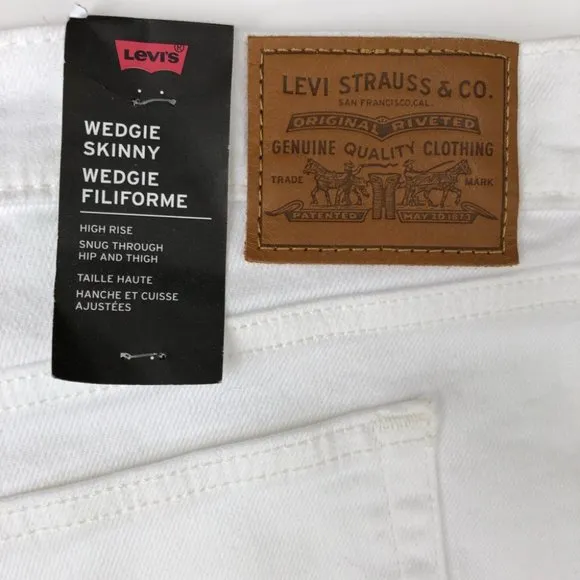 Levi's®
WEDGIE
SKINNY
WEDGIE
FILIFORME
HIGH RISE
SNUG THROUGH
HIP AND THIGH
TAILLE HAUTE
HANCHE ET CUISSE
AJUSTÉES
LEVI STRAUSS & CO.
SAN FRANCISCO, CAL.
ORIGINAL RIVETED
GENUINE QUALITY CLOTHING
TRADE MARK
PATENTED MAY 20 1873